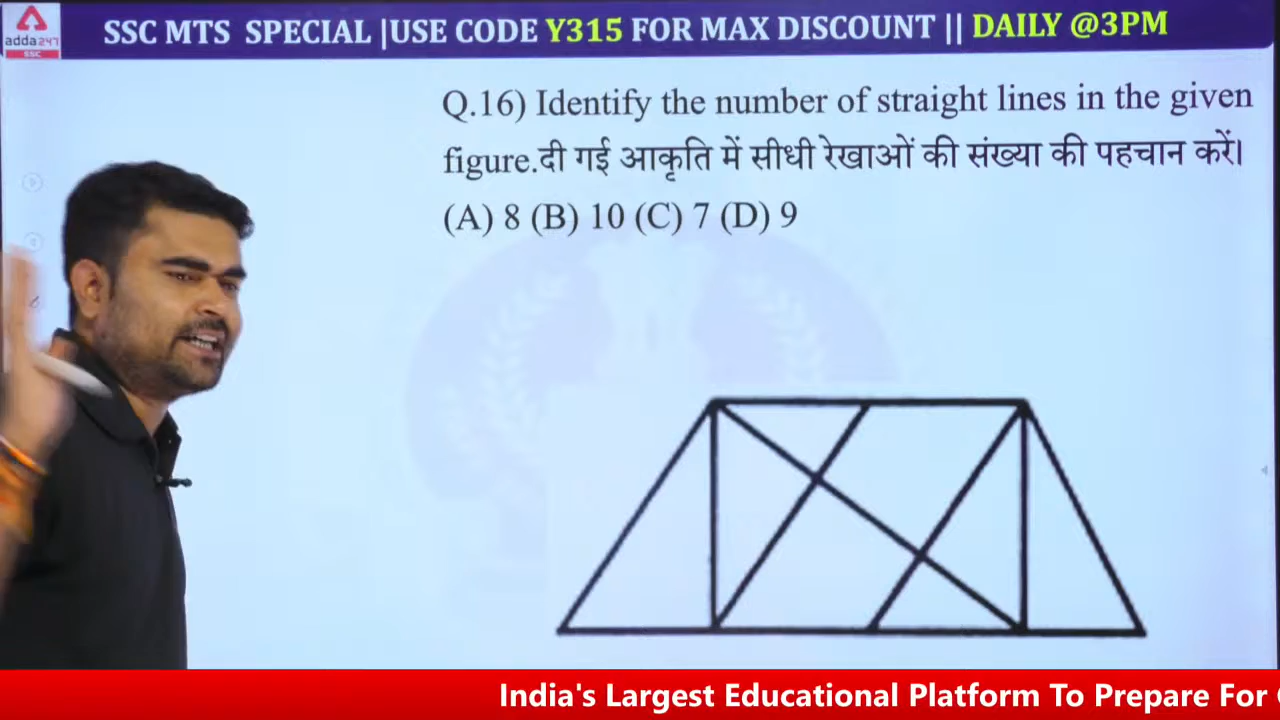 adda247
SSC
SSC MTS SPECIAL |USE CODE Y315 FOR MAX DISCOUNT || DAILY @3PM
Q.16) Identify the number of straight lines in the given
figure.दी गई आकृति में सीधी रेखाओं की संख्या की पहचान करें।
(A) 8 (B) 10 (C) 7 (D) 9
India's Largest Educational Platform To Prepare For